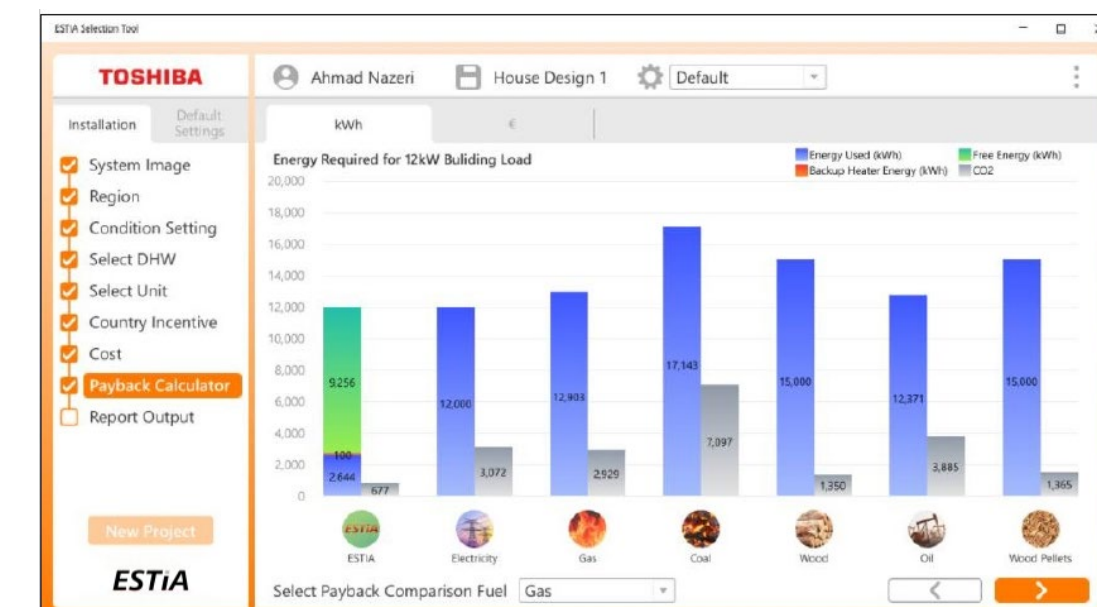 ESTIA Selection Tool
TOSHIBA
Ahmad Nazeri
House Design 1
Default
Installation
Default
Settings
kWh
€
System Image
Region
Condition Setting
Select DHW
Select Unit
Country Incentive
Cost
Payback Calculator
Report Output
New Project
ESTiA
Energy Required for 12kW Buliding Load
Energy Used (kWh)
Free Energy (kWh)
Backup Heater Energy (kWh)
CO2
20,000
18,000
16,000
14,000
12,000
10,000
8,000
6,000
4,000
2,000
0
9,256
100
2,644
677
12,000
3,072
12,903
2,929
17,143
7,097
15,000
1,350
12,371
3,885
15,000
1,365
ESTiA
ESTIA
Electricity
Gas
Coal
Wood
Oil
Wood Pellets
Select Payback Comparison Fuel
Gas